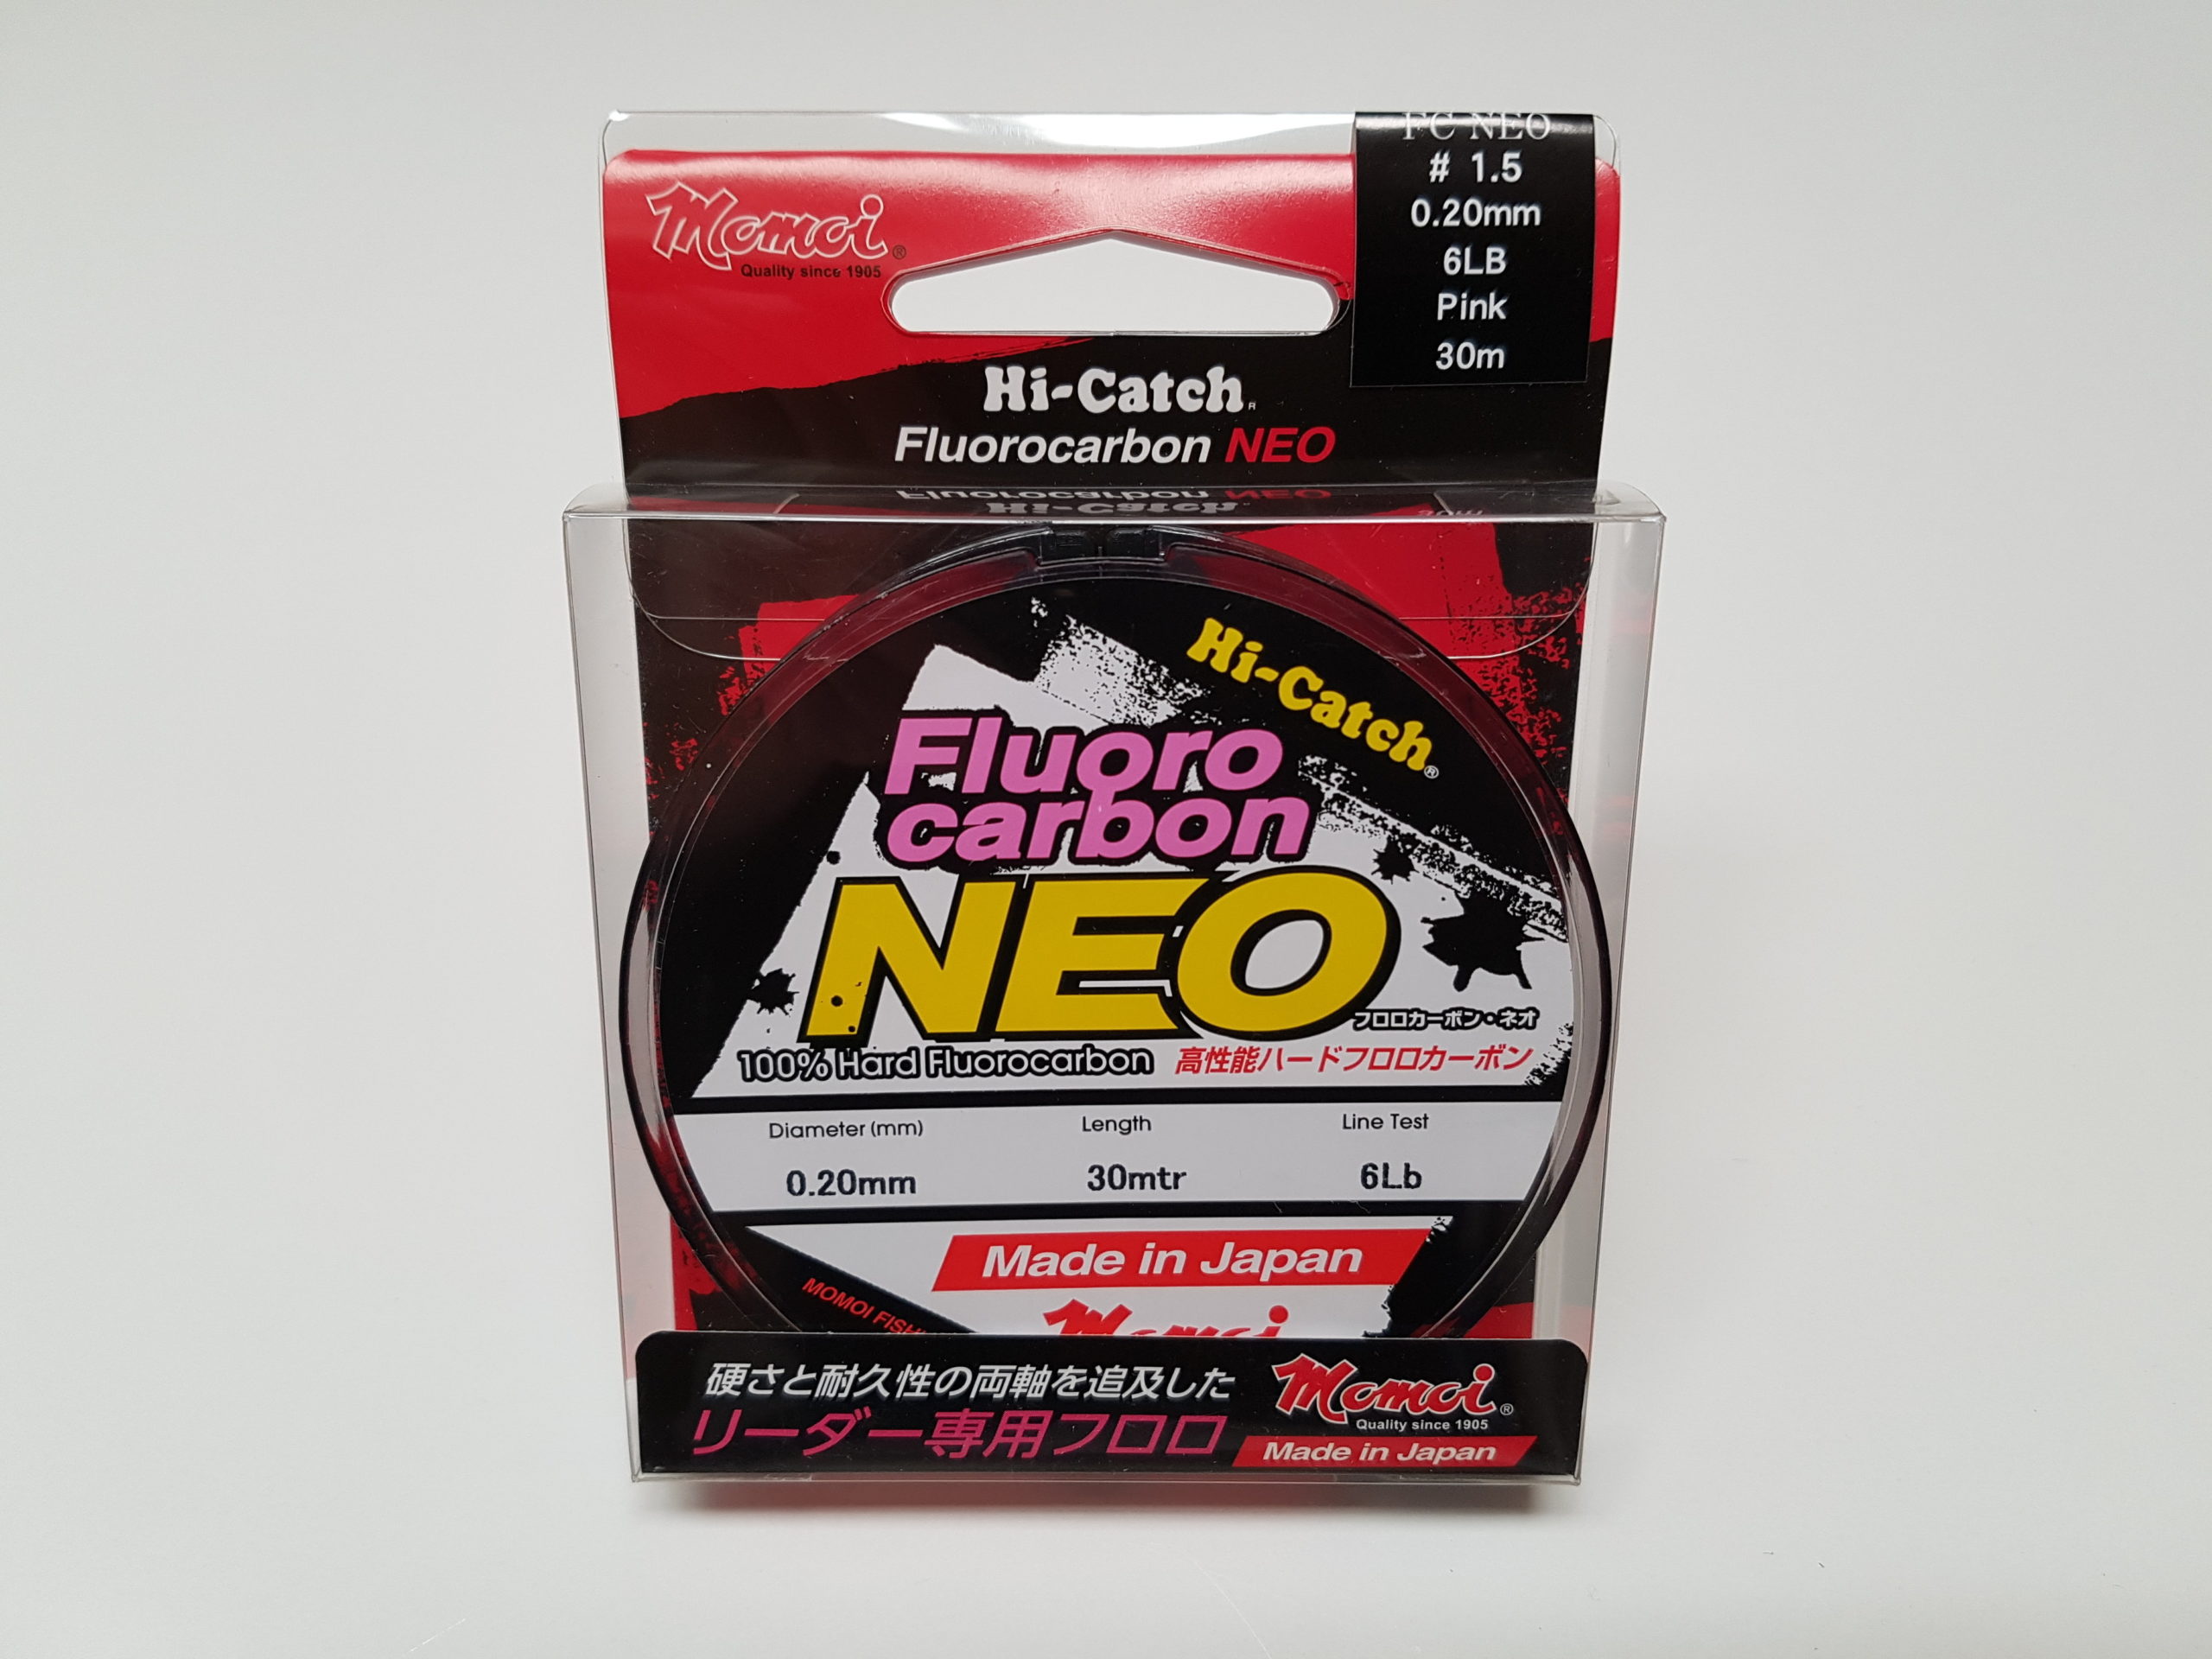 FC NEO
# 1.5
0.20mm
6LB
Pink
30m
Momoi®
Quality since 1905
Hi-Catch®
Fluorocarbon NEO
Hi-Catch®
Fluoro
carbon
NEO
フロロカーボン・ネオ
100% Hard Fluorocarbon 高性能ハードフロロカーボン
Diameter (mm) Length Line Test
0.20mm 30mtr 6Lb
Made in Japan
MOMOI
Momoi
硬さと耐久性の両軸を追及した
リーダー専用フロロ
Momoi®
Quality since 1905
Made in Japan